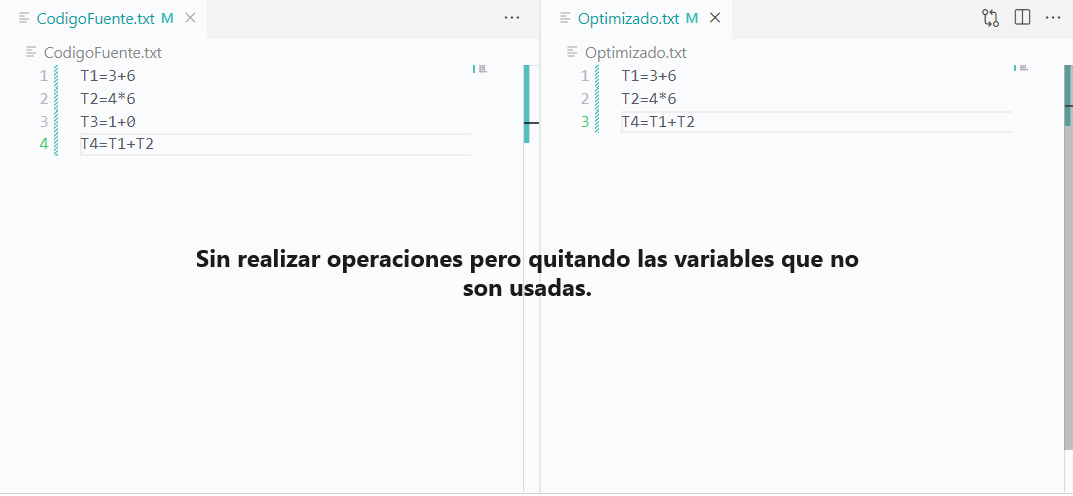 CodigoFuente.txt M
CodigoFuente.txt
1 T1=3+6
2 T2=4*6
3 T3=1+0
4 T4=T1+T2
Optimizado.txt M
Optimizado.txt
1 T1=3+6
2 T2=4*6
3 T4=T1+T2
Sin realizar operaciones pero quitando las variables que no
son usadas.